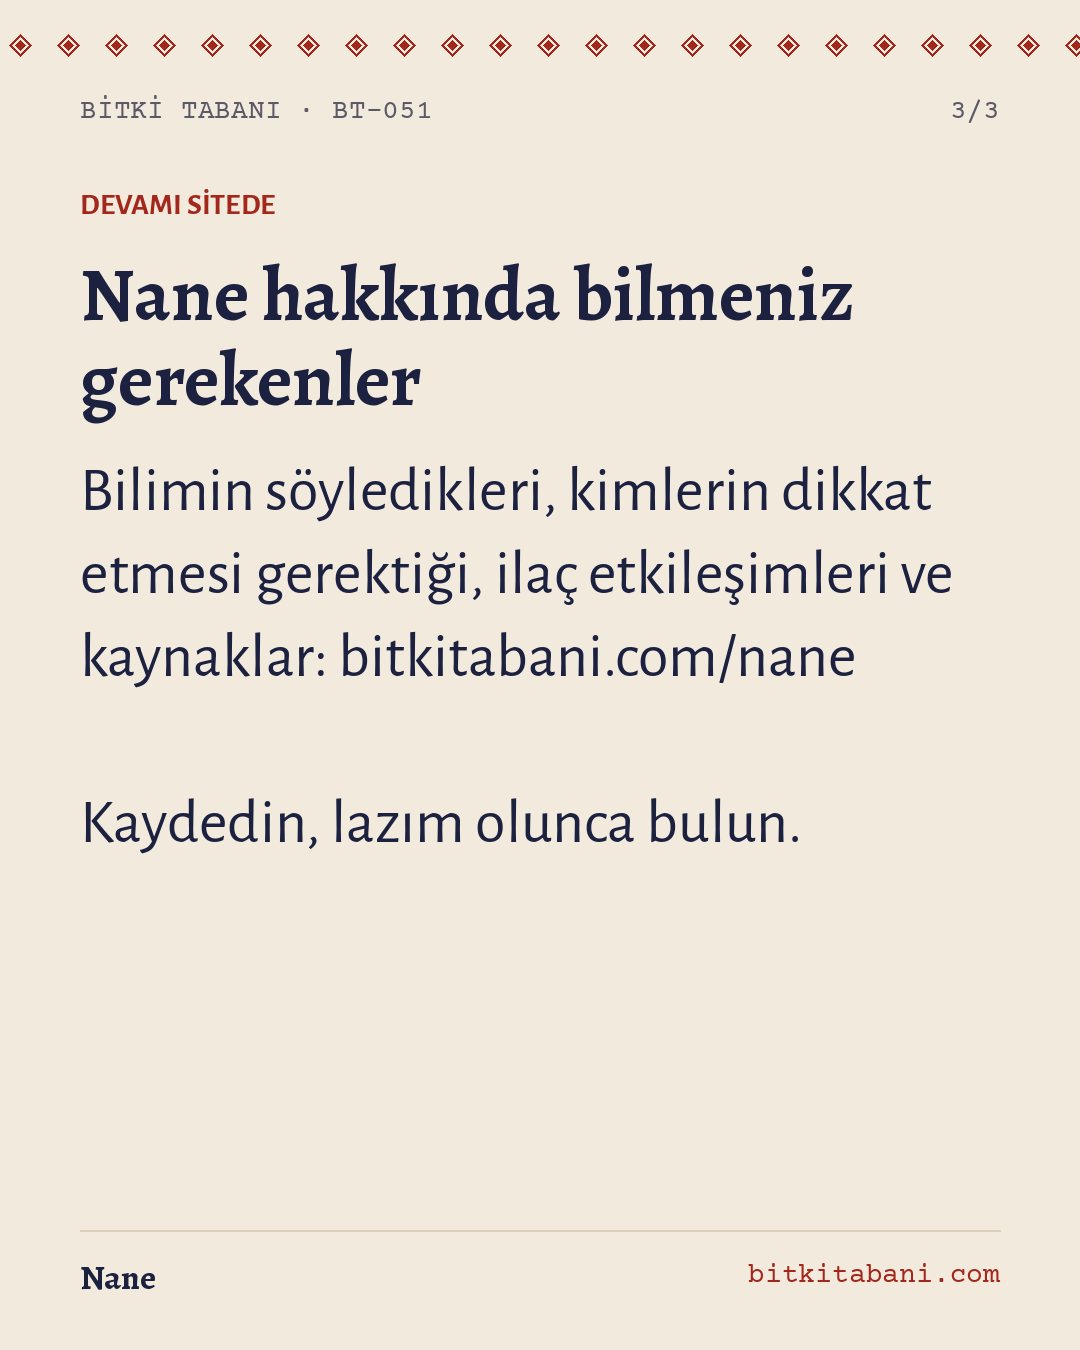 BİTKİ TABANI · BT-051
3/3
DEVAMI SİTEDE
Nane hakkında bilmeniz
gerekenler
Bilimin söyledikleri, kimlerin dikkat
etmesi gerektiği, ilaç etkileşimleri ve
kaynaklar: bitkitabani.com/nane
Kaydedin, lazım olunca bulun.
Nane
bitkitabani.com